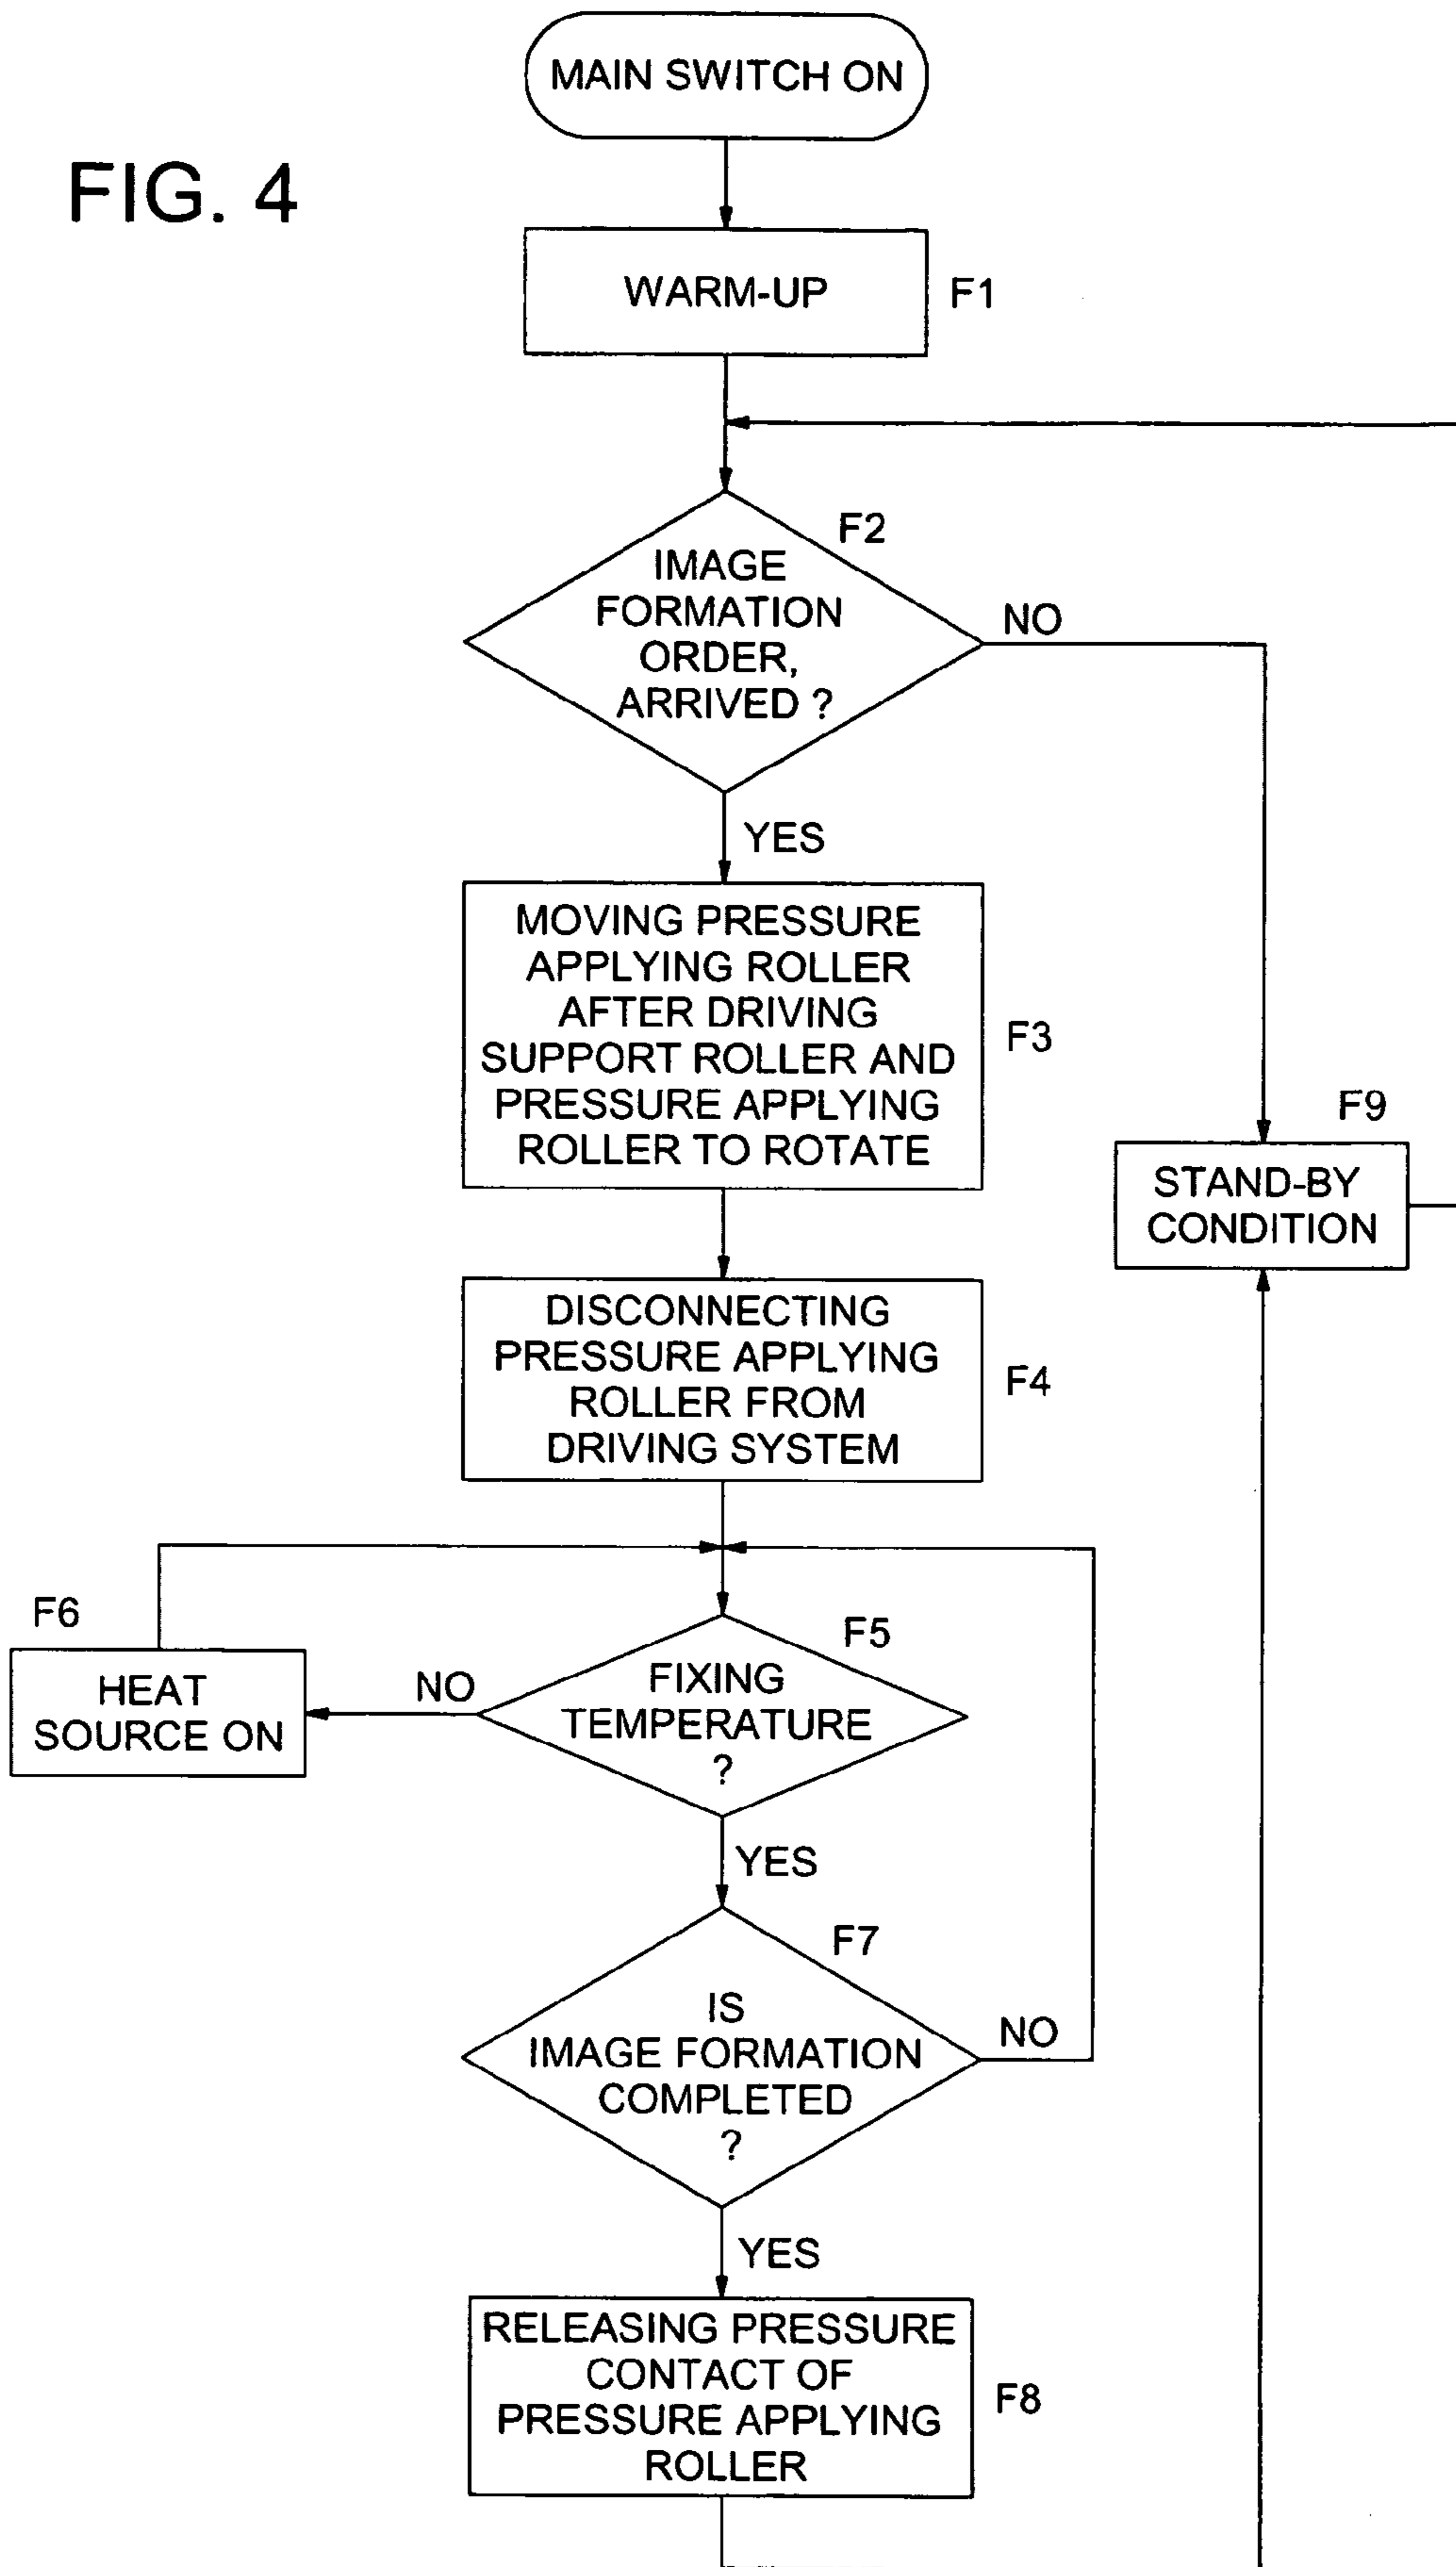 MAIN SWITCH ON
FIG. 4
WARM-UP
F1
F2
IMAGE
FORMATION
ORDER,
ARRIVED ?
NO
YES
MOVING PRESSURE
APPLYING ROLLER
AFTER DRIVING
SUPPORT ROLLER AND
PRESSURE APPLYING
ROLLER TO ROTATE
F3
F9
STAND-BY
CONDITION
DISCONNECTING
PRESSURE APPLYING
ROLLER FROM
DRIVING SYSTEM
F4
F6
HEAT
SOURCE ON
NO
F5
FIXING
TEMPERATURE
?
YES
F7
IS
IMAGE FORMATION
COMPLETED
?
NO
YES
RELEASING PRESSURE
CONTACT OF
PRESSURE APPLYING
ROLLER
F8